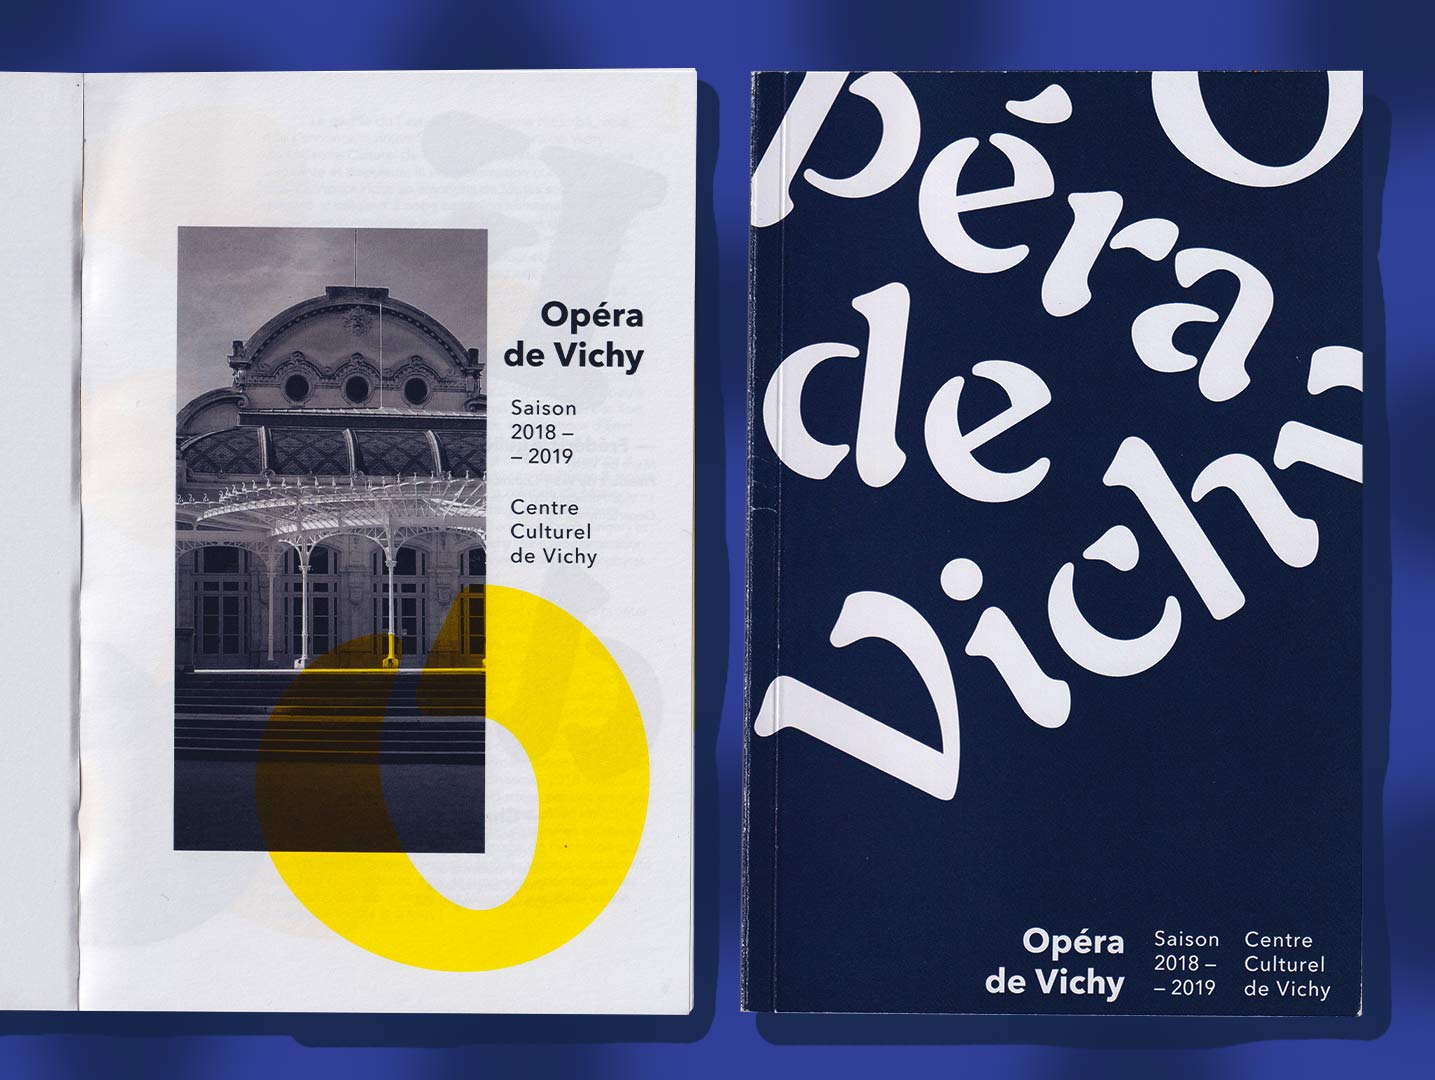 Opéra
de Vichy
Saison
2018 –
– 2019
Centre
Culturel
de Vichy
O
péra
de
Vichy
Opéra
de Vichy
Saison
2018 –
– 2019
Centre
Culturel
de Vichy